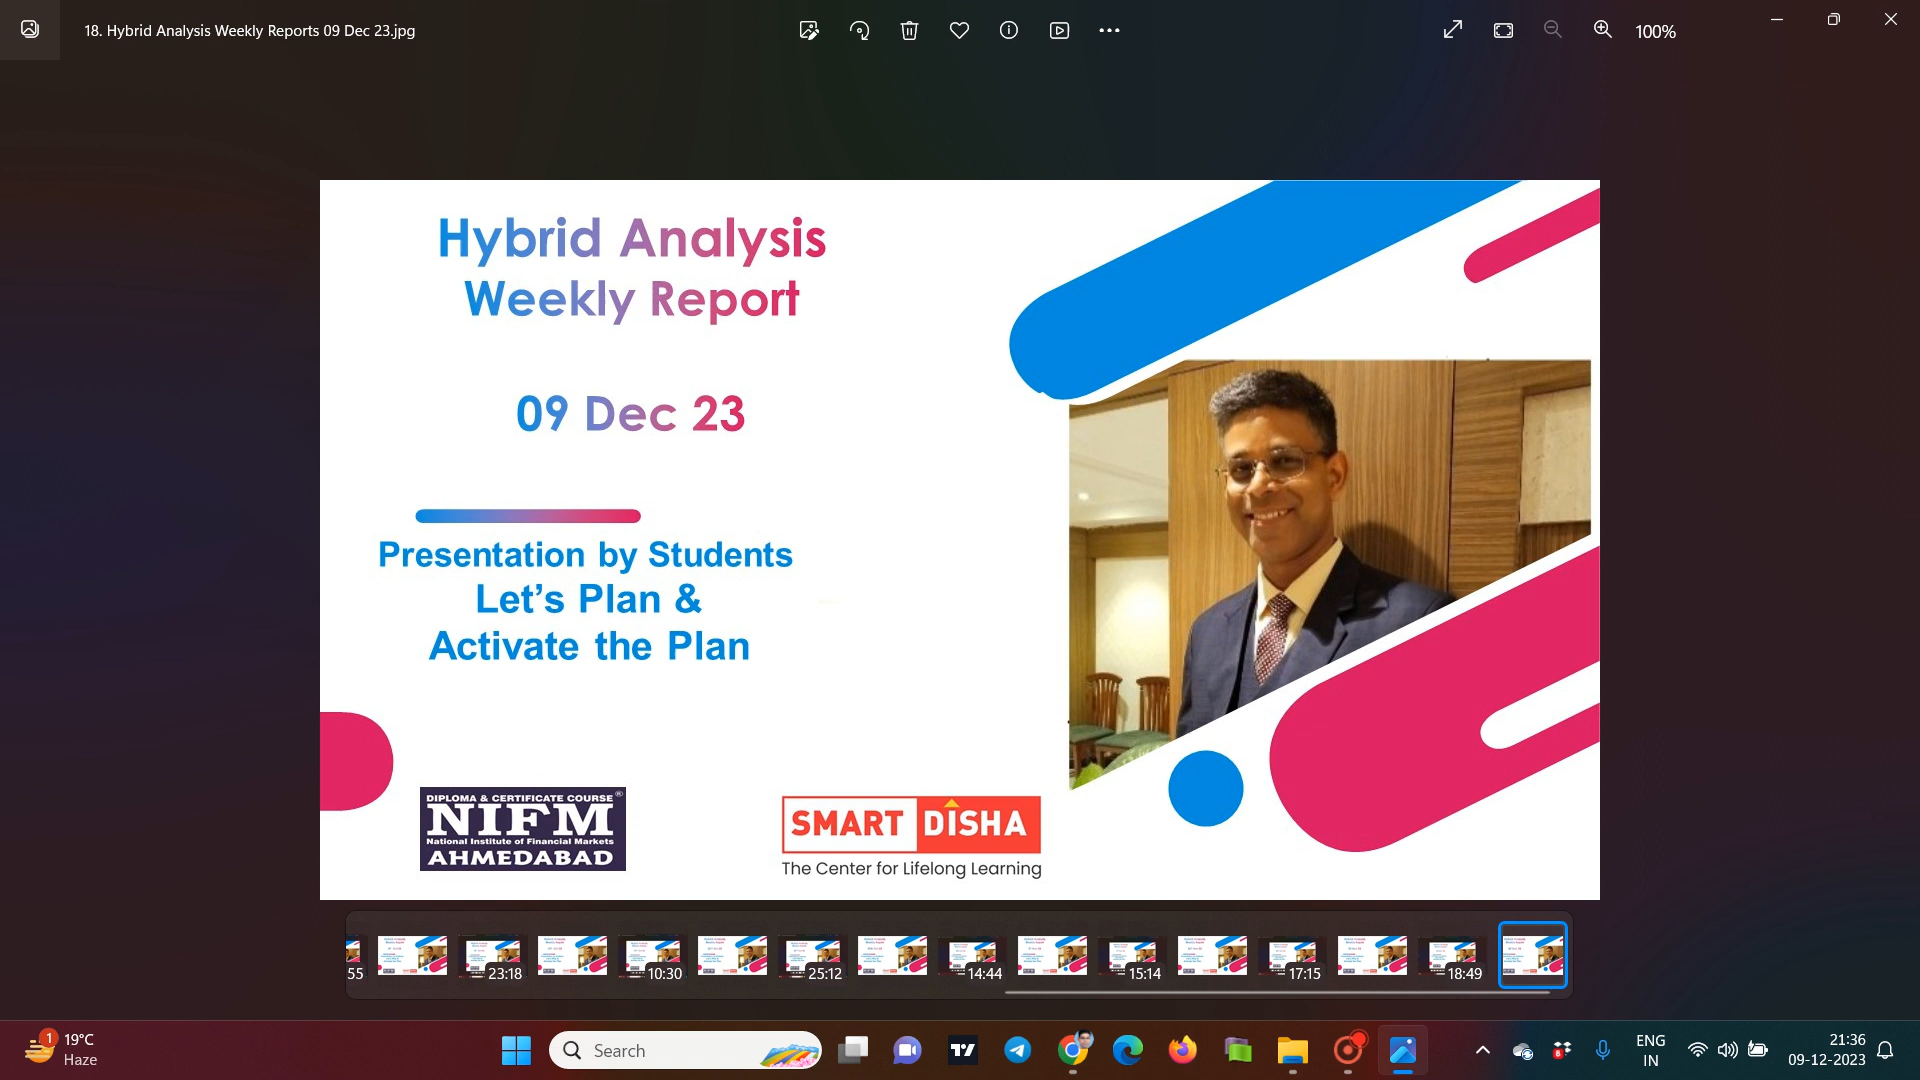 18. Hybrid Analysis Weekly Reports 09 Dec 23.jpg
100%
Hybrid Analysis
Weekly Report
09 Dec 23
Presentation by Students
Let's Plan &
Activate the Plan
DIPLOMA & CERTIFICATE COURSE ®
NIFM
National Institute of Financial Markets
AHMEDABAD
SMART DISHA
The Center for Lifelong Learning
55
23:18
10:30
25:12
14:44
15:14
17:15
18:49
1
19°C
Haze
Search
8
ENG
IN
21:36
09-12-2023